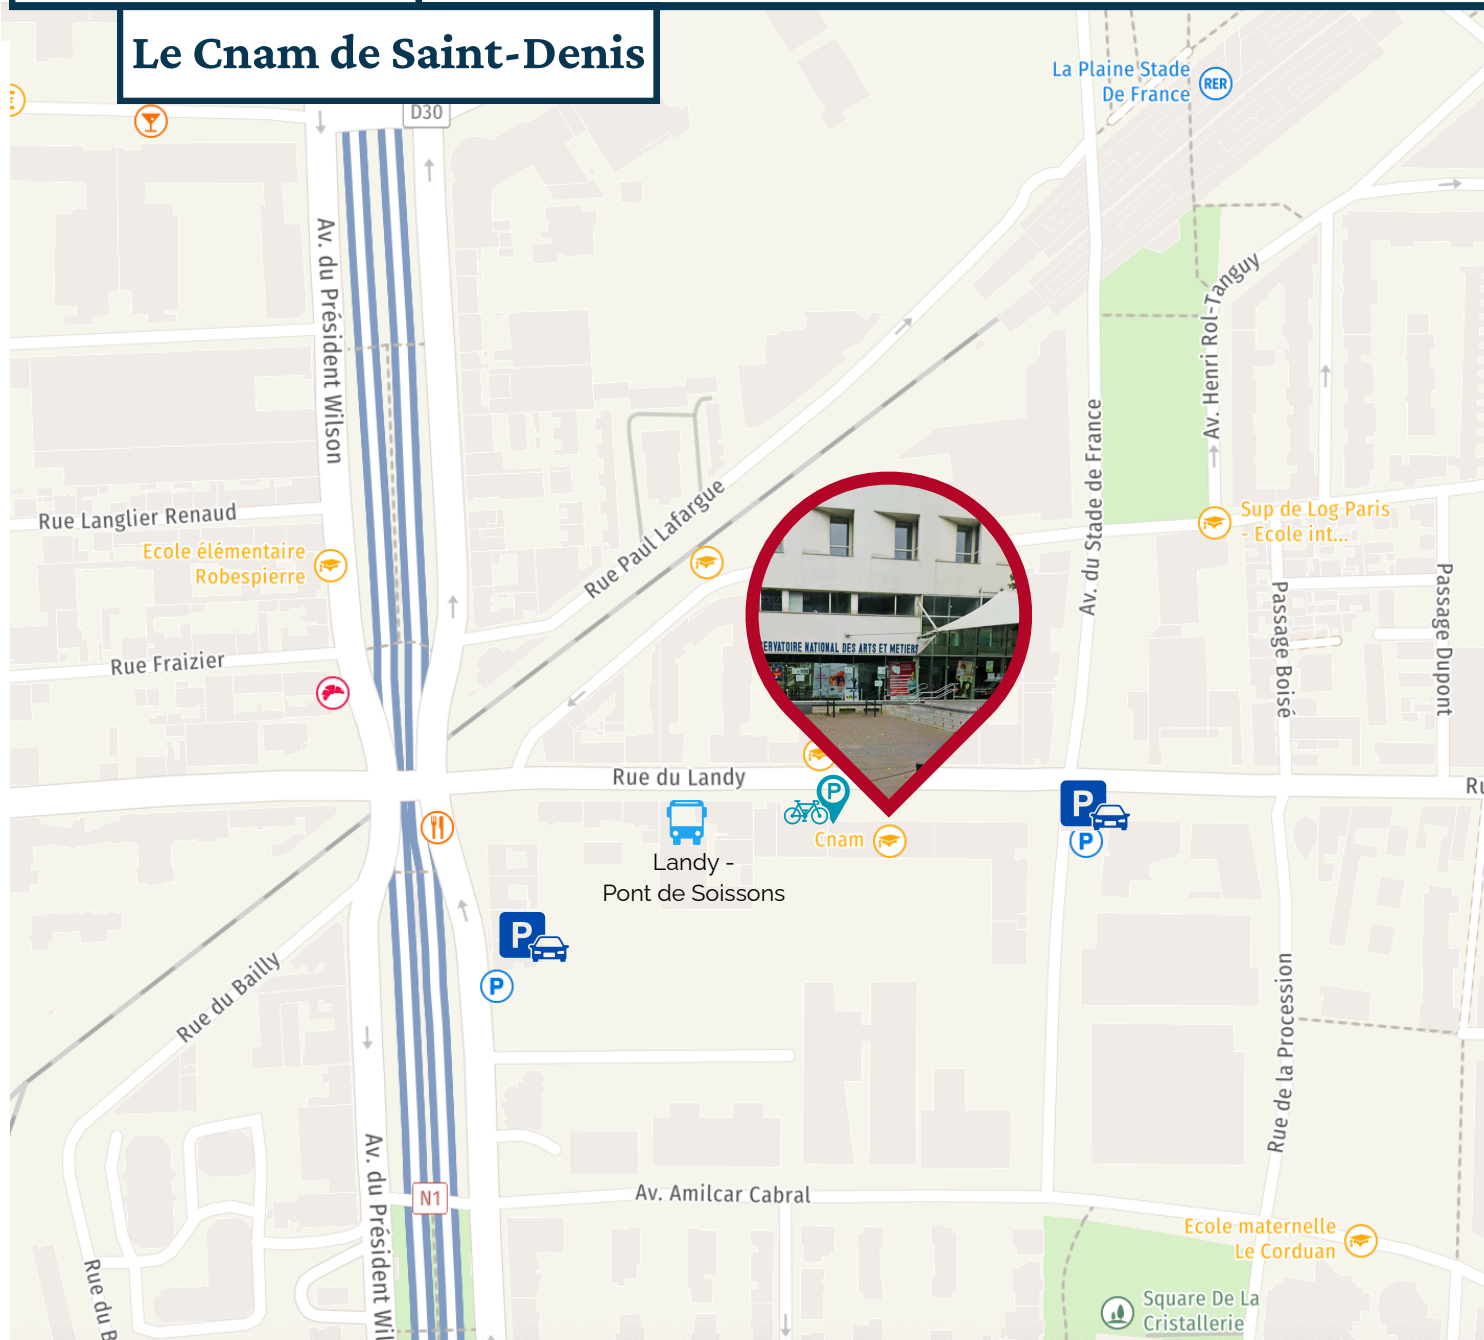 Le Cnam de Saint-Denis
La Plaine Stade
De France
RER
D30
Av. du Président Wilson
Av. Henri Rol-Tanguy
Av. du Stade de France
Rue Langlier Renaud
Ecole élémentaire
Robespierre
Rue Paul Lafargue
Sup de Log Paris
- Ecole int...
Rue Fraizier
ERVATOIRE NATIONAL DES ARTS ET METIERS
Passage Boisé
Passage Dupont
Rue du Landy
P
P
P
Cnam
Landy -
Pont de Soissons
P
P
Rue du Bailly
Rue de la Procession
Av. du Président Wil
N1
Av. Amilcar Cabral
Ecole maternelle
Le Corduan
Rue du B
Square De La
Cristallerie